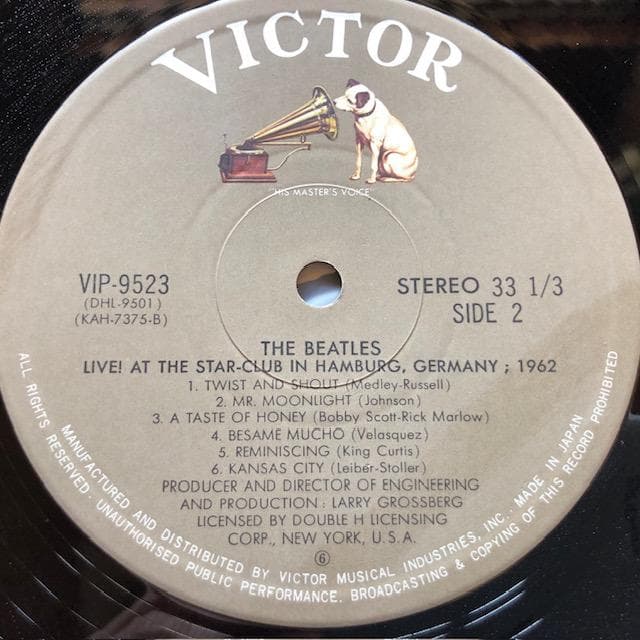 VICTOR
"HIS MASTER'S VOICE"
VIP-9523
(DHL-9501)
(KAH-7375-B)
STEREO 33 1/3
SIDE 2
THE BEATLES
LIVE! AT THE STAR-CLUB IN HAMBURG, GERMANY ; 1962
1. TWIST AND SHOUT (Medley-Russell)
2. MR. MOONLIGHT (Johnson)
3. A TASTE OF HONEY (Bobby Scott-Rick Marlow)
4. BESAME MUCHO (Velasquez)
5. REMINISCING (King Curtis)
6. KANSAS CITY (Leiber-Stoller)
PRODUCER AND DIRECTOR OF ENGINEERING
AND PRODUCTION : LARRY GROSSBERG
LICENSED BY DOUBLE H LICENSING
CORP., NEW YORK, U.S.A.
⑥
MANUFACTURED AND DISTRIBUTED BY VICTOR MUSICAL INDUSTRIES, INC., MADE IN JAPAN
ALL RIGHTS RESERVED. UNAUTHORISED PUBLIC PERFORMANCE, BROADCASTING & COPYING OF THIS RECORD PROHIBITED